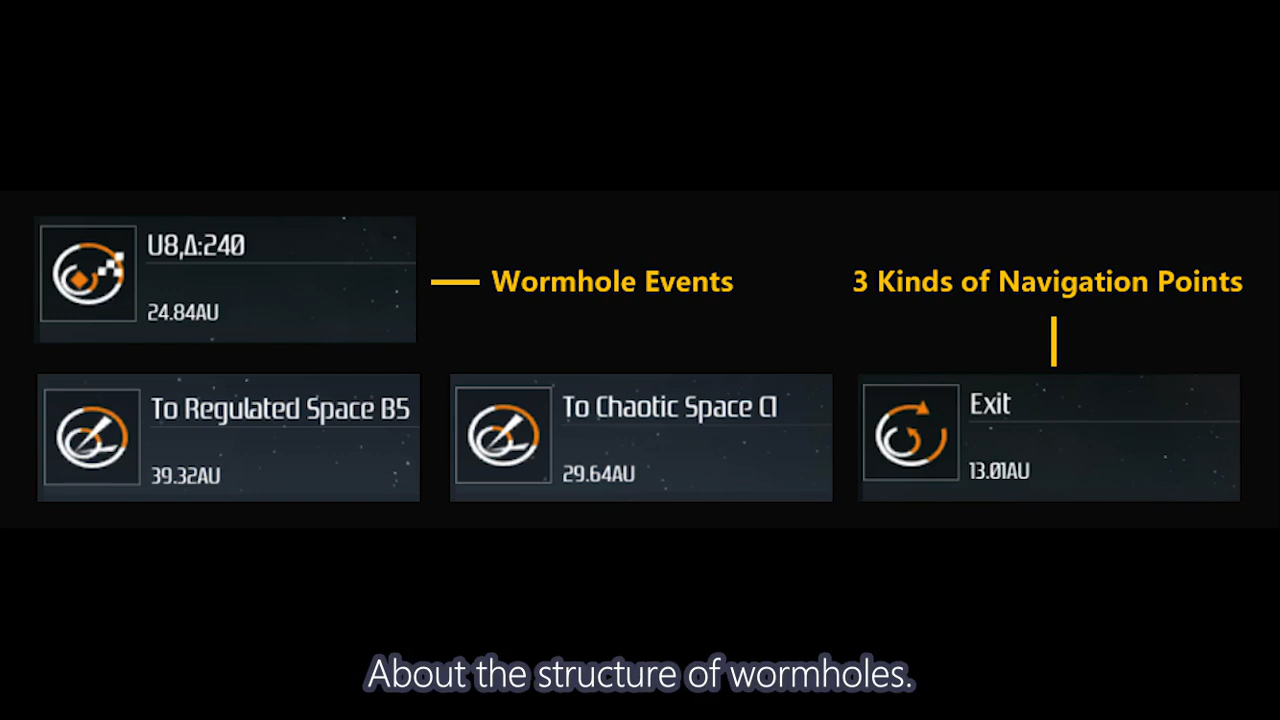 U8,Δ:240
24.84AU
Wormhole Events
3 Kinds of Navigation Points
To Regulated Space B5
39.32AU
To Chaotic Space C1
29.64AU
Exit
13.01AU
About the structure of wormholes.